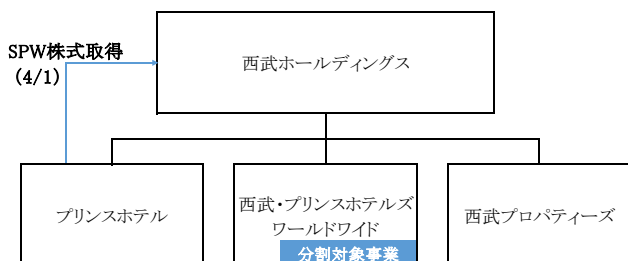 SPW株式取得
(4/1)
西武ホールディングス
プリンスホテル
西武・プリンスホテルズ
ワールドワイド
分割対象事業
西武プロパティーズ